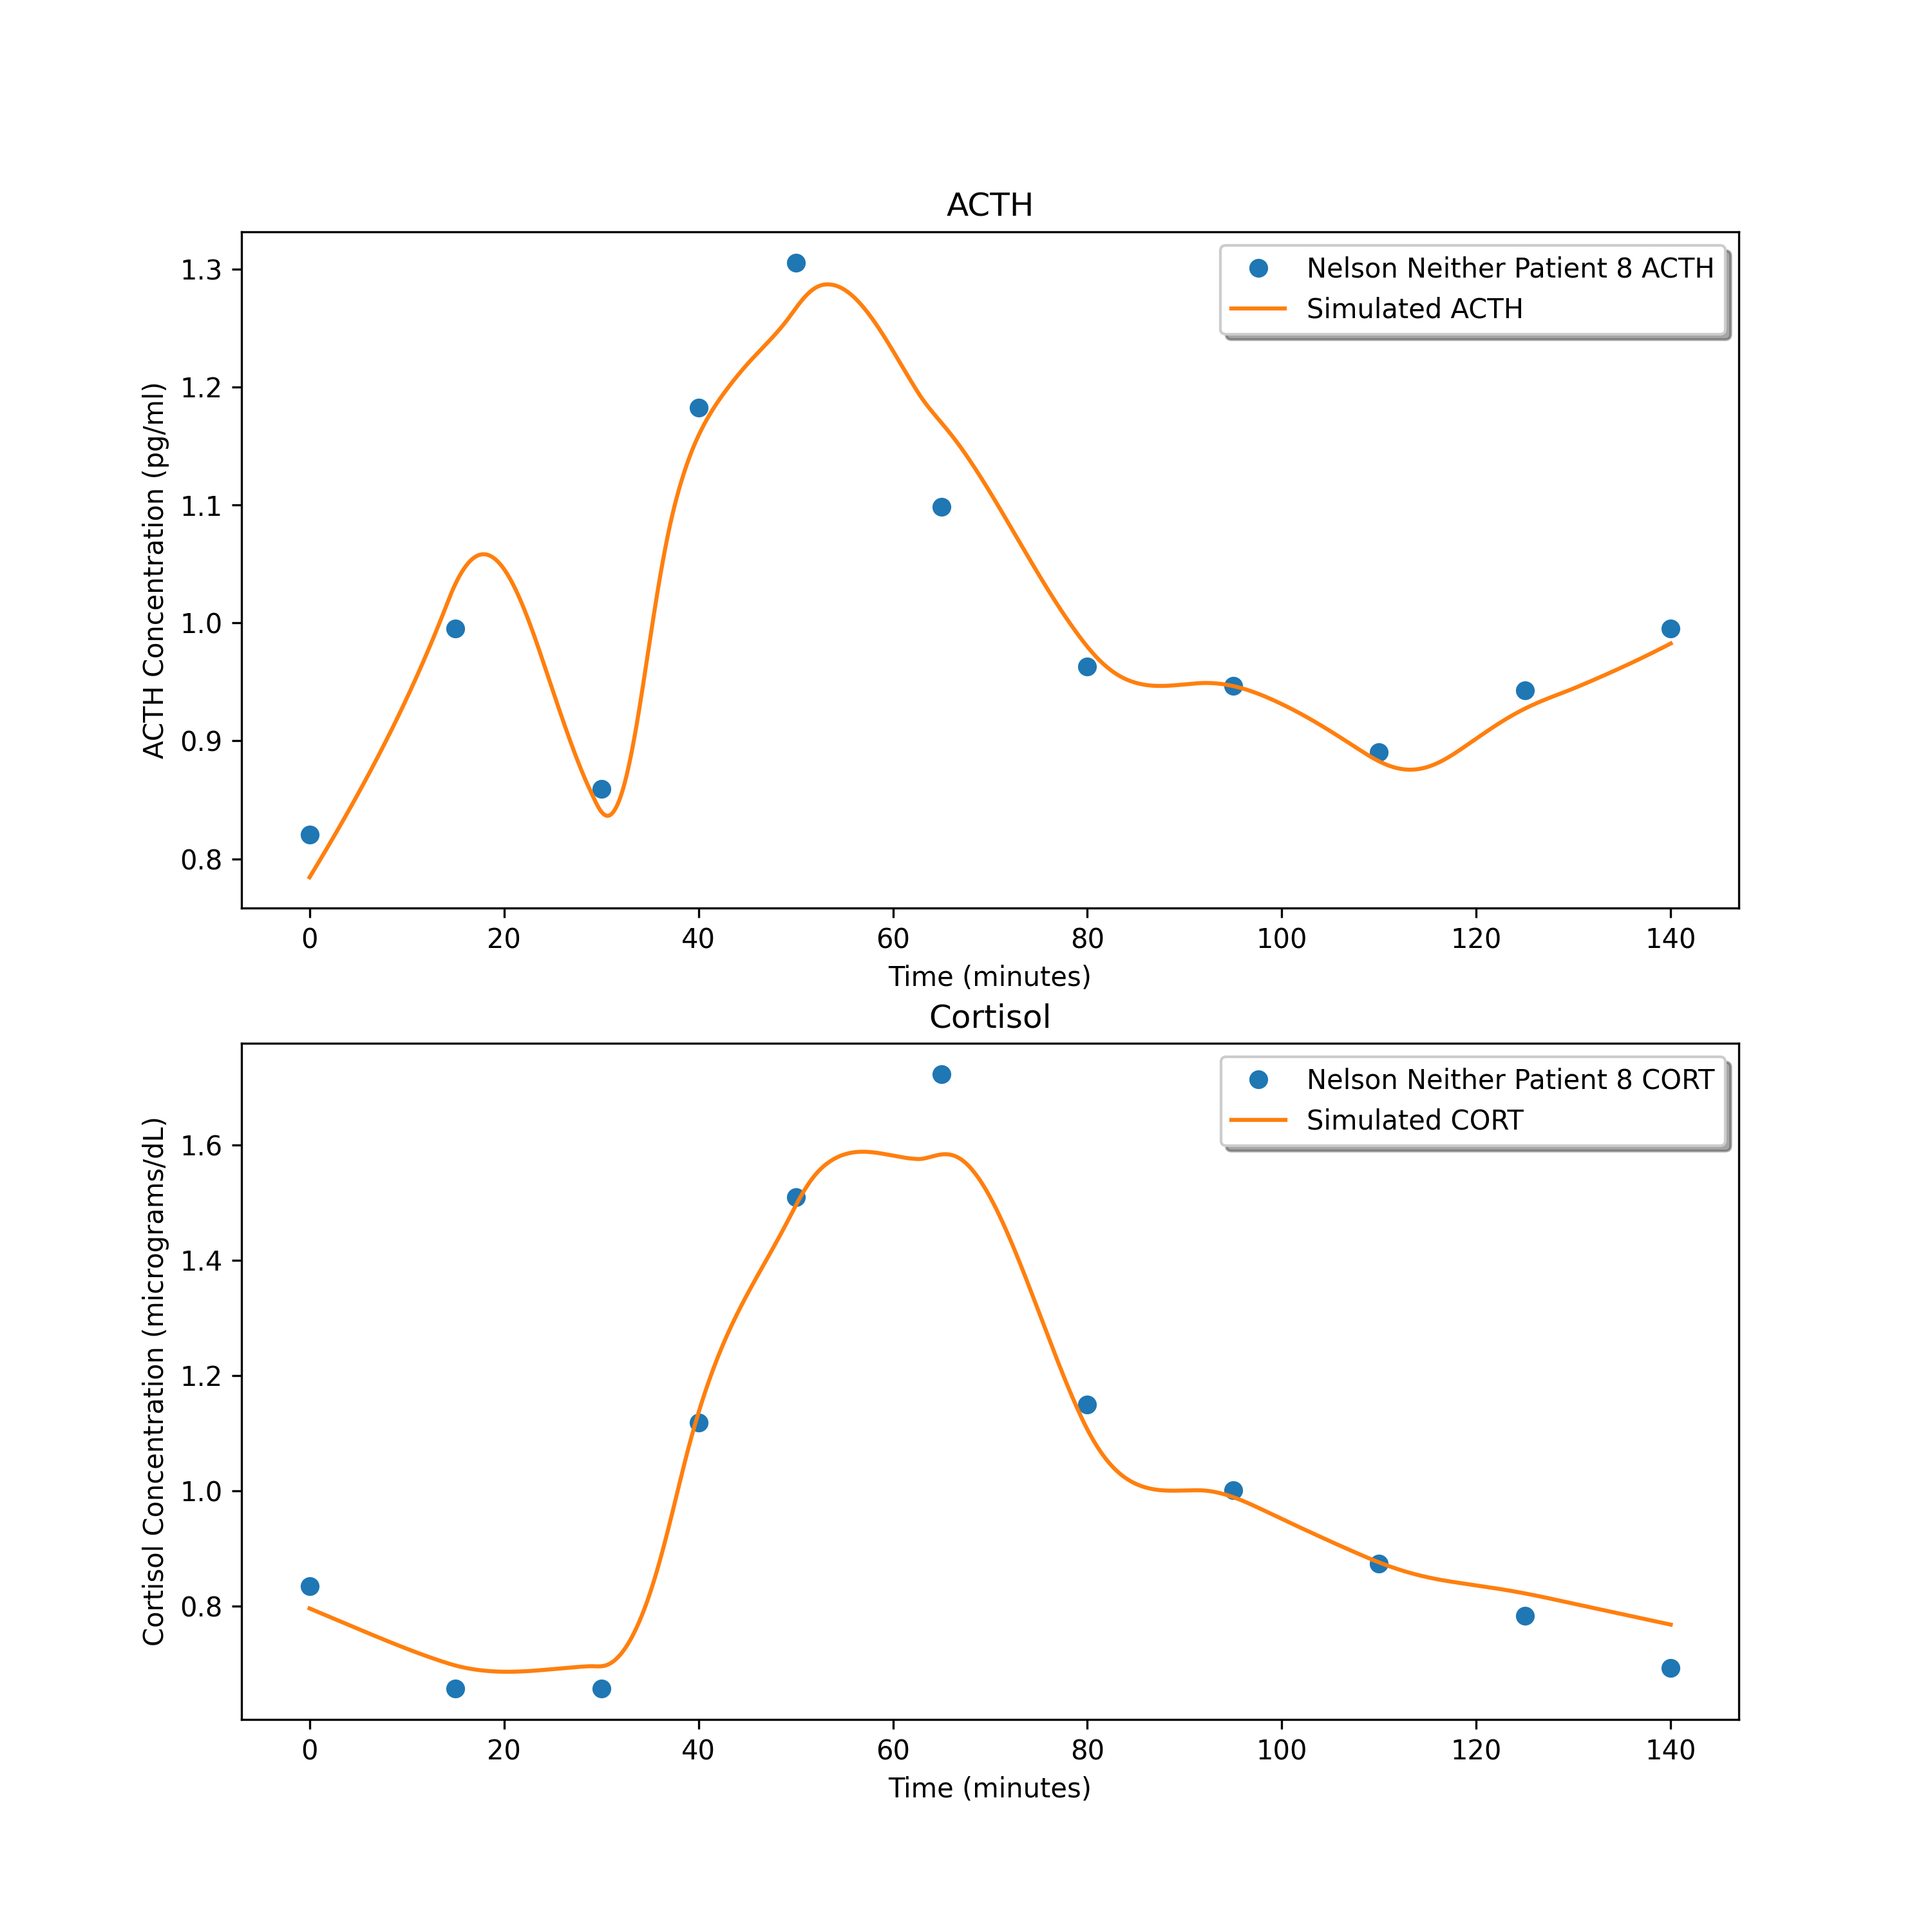 ACTH
ACTH Concentration (pg/ml)
1.3
1.2
1.1
1.0
0.9
0.8
Nelson Neither Patient 8 ACTH
Simulated ACTH
0 20 40 60 80 100 120 140
Time (minutes)
Cortisol
Cortisol Concentration (micrograms/dL)
1.6
1.4
1.2
1.0
0.8
Nelson Neither Patient 8 CORT
Simulated CORT
0 20 40 60 80 100 120 140
Time (minutes)